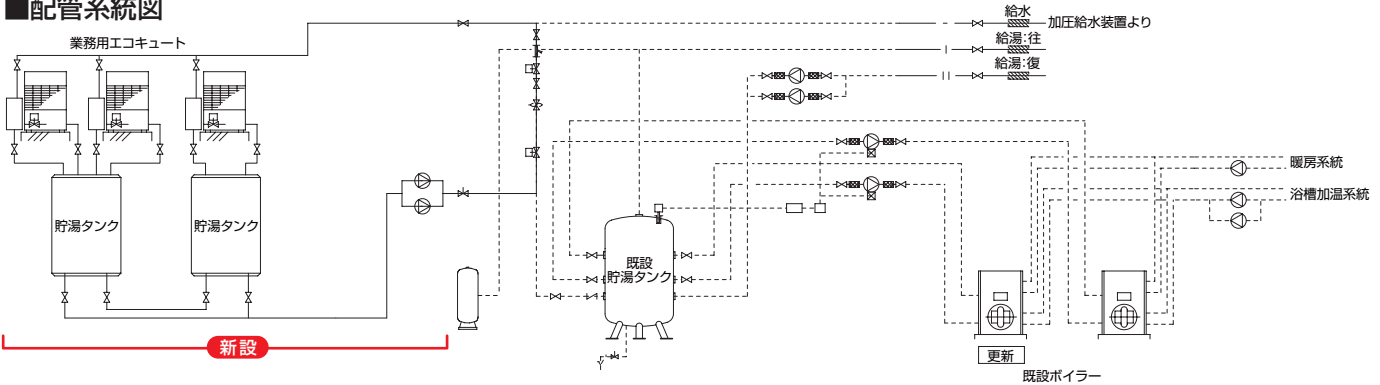 ■配管系統図
業務用エコキュート
給水
加圧給水装置より
給湯:往
給湯:復
暖房系統
浴槽加温系統
貯湯タンク
貯湯タンク
既設
貯湯タンク
新設
更新
既設ボイラー